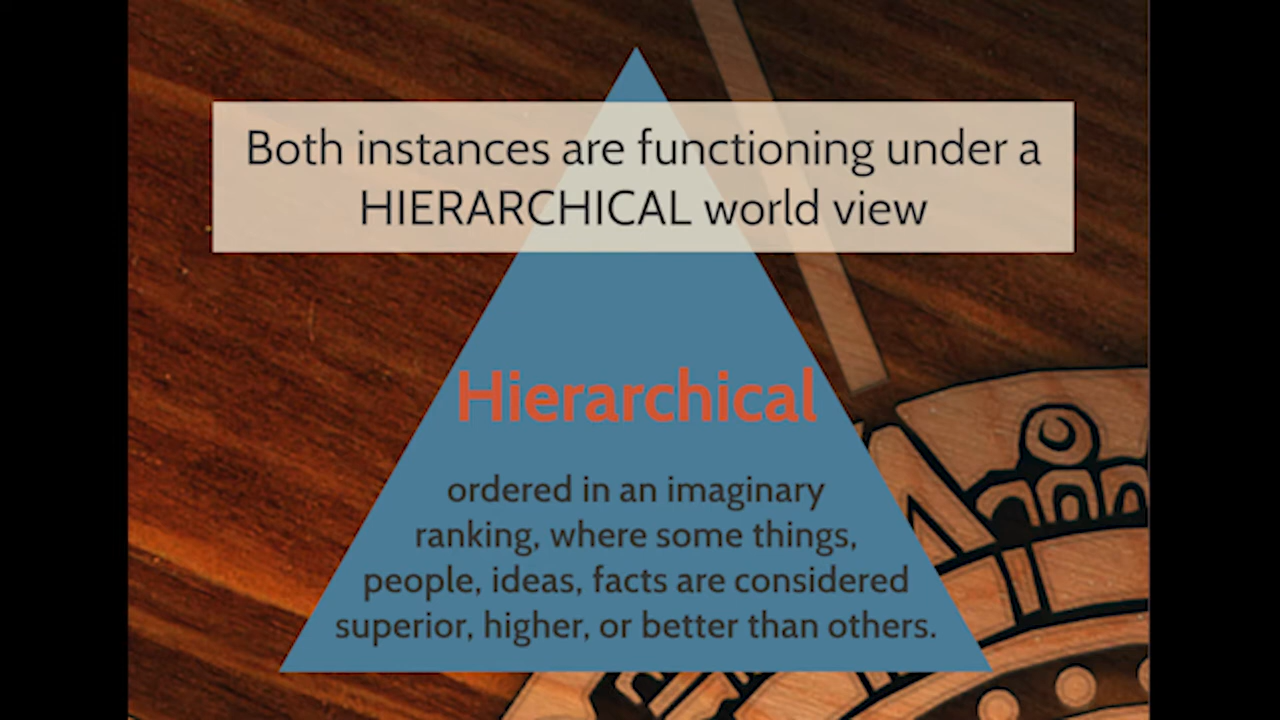 Both instances are functioning under a
HIERARCHICAL world view
Hierarchical
ordered in an imaginary
ranking, where some things,
people, ideas, facts are considered
superior, higher, or better than others.